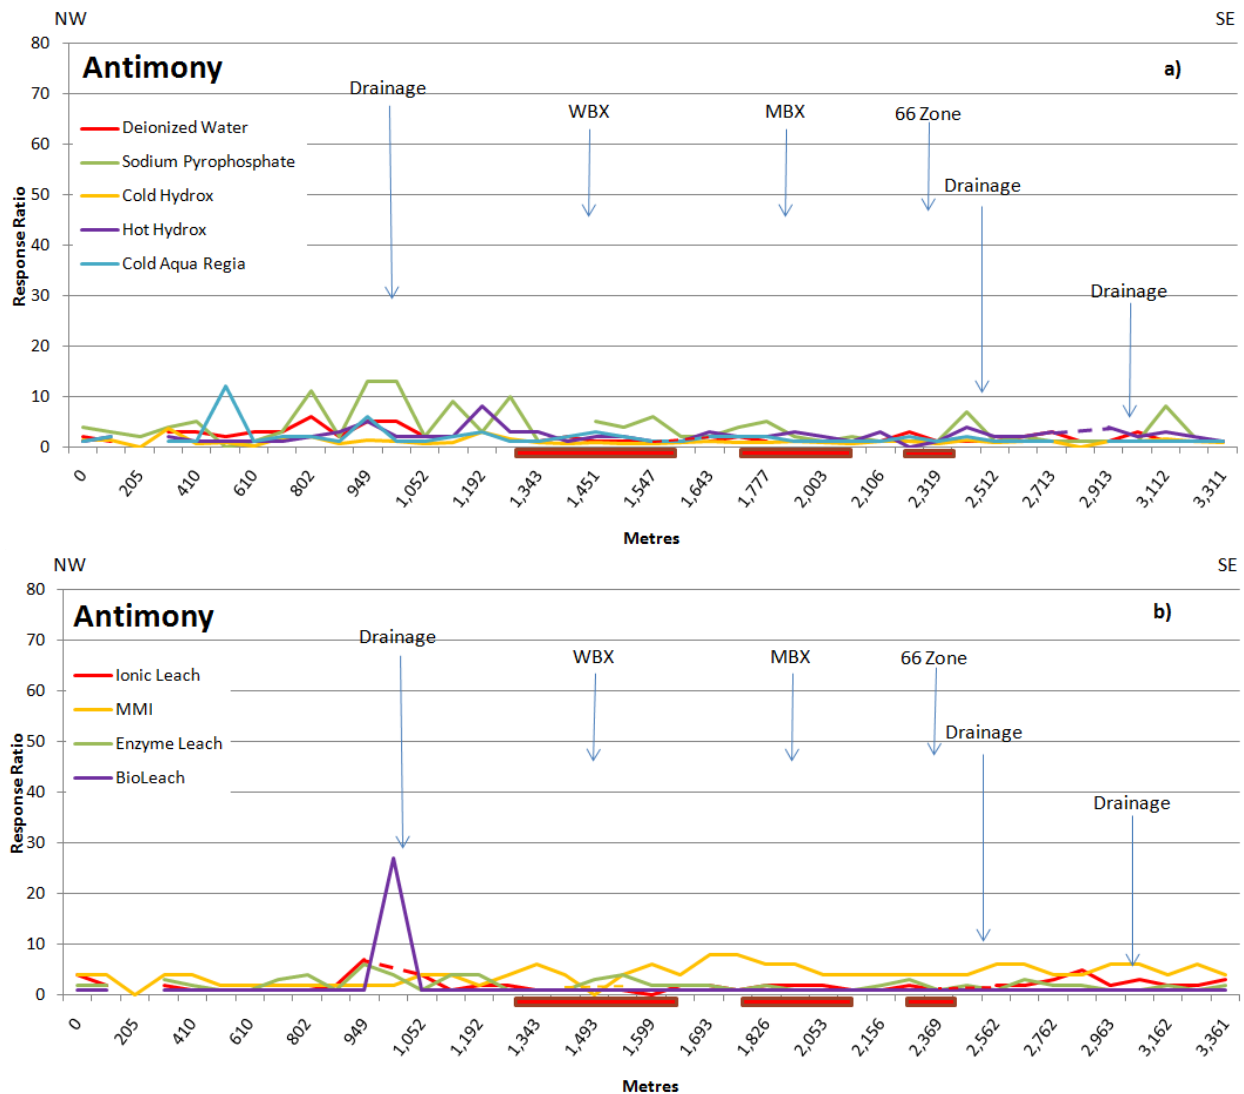 NW
SE
80
Antimony
a)
70
Drainage
WBX
MBX
66 Zone
Deionized Water
60
Sodium Pyrophosphate
Drainage
50
Cold Hydrox
Hot Hydrox
40
Cold Aqua Regia
Response Ratio
30
Drainage
20
10
0
0 205 410 610 802 949 1,052 1,192 1,343 1,451 1,547 1,643 1,777 2,003 2,106 2,319 2,512 2,713 2,913 3,112 3,311
Metres
NW
SE
80
Antimony
b)
70
Drainage
WBX
MBX
66 Zone
Ionic Leach
60
MMI
Drainage
50
Enzyme Leach
BioLeach
40
Response Ratio
Drainage
30
20
10
0
0 205 410 610 802 949 1,052 1,192 1,343 1,493 1,599 1,693 1,826 2,053 2,156 2,369 2,562 2,762 2,963 3,162 3,361
Metres